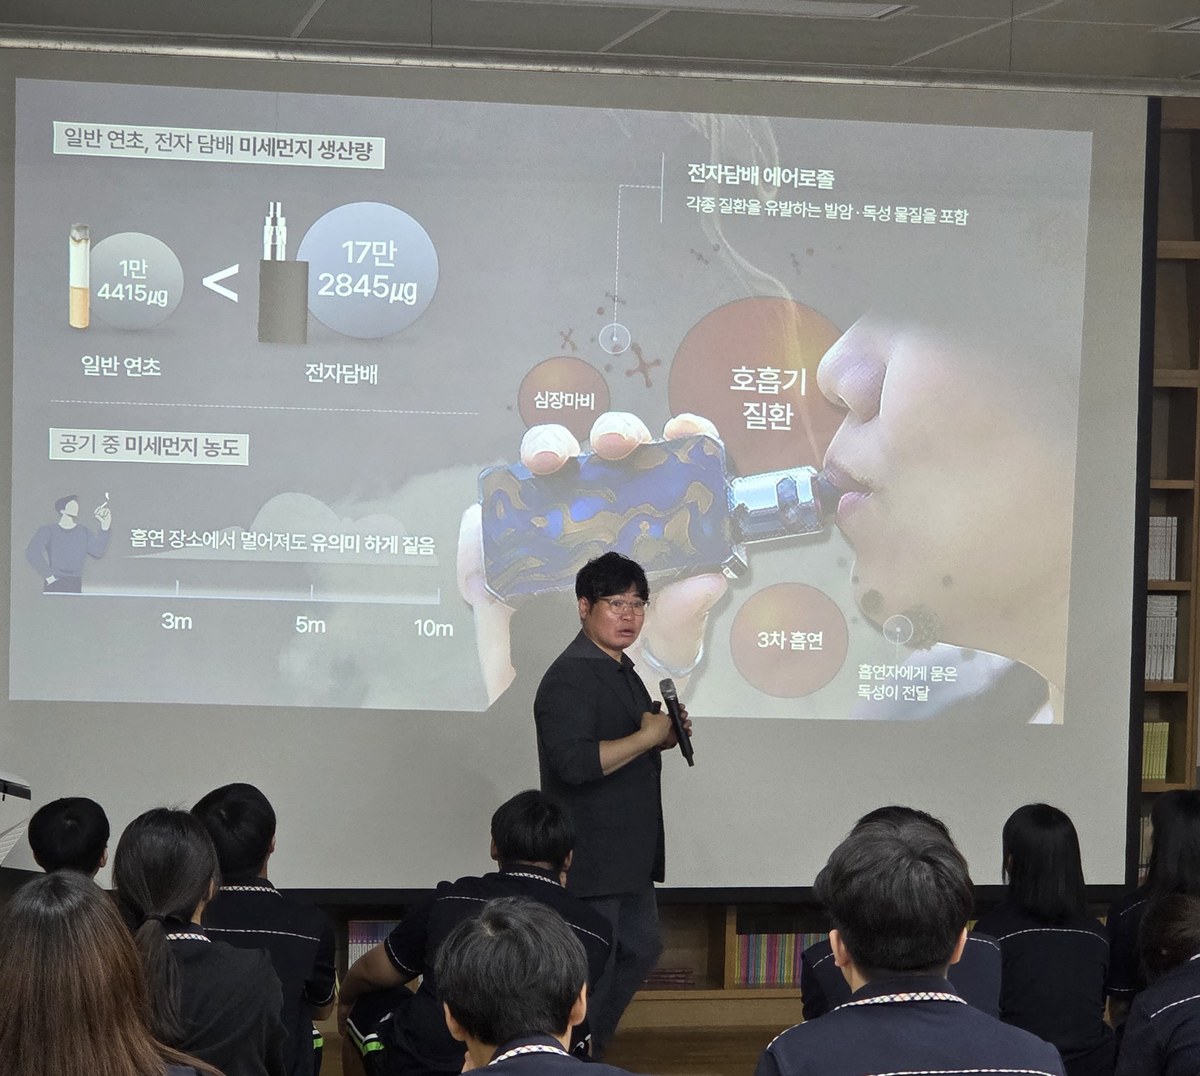 일반 연초, 전자 담배 미세먼지 생산량
1만
4415㎍
<
17만
2845㎍
일반 연초
전자담배
공기 중 미세먼지 농도
흡연 장소에서 멀어져도 유의미 하게 짙음
3m
5m
10m
전자담배 에어로졸
각종 질환을 유발하는 발암·독성 물질을 포함
심장마비
호흡기
질환
3차 흡연
흡연자에게 묻은
독성이 전달